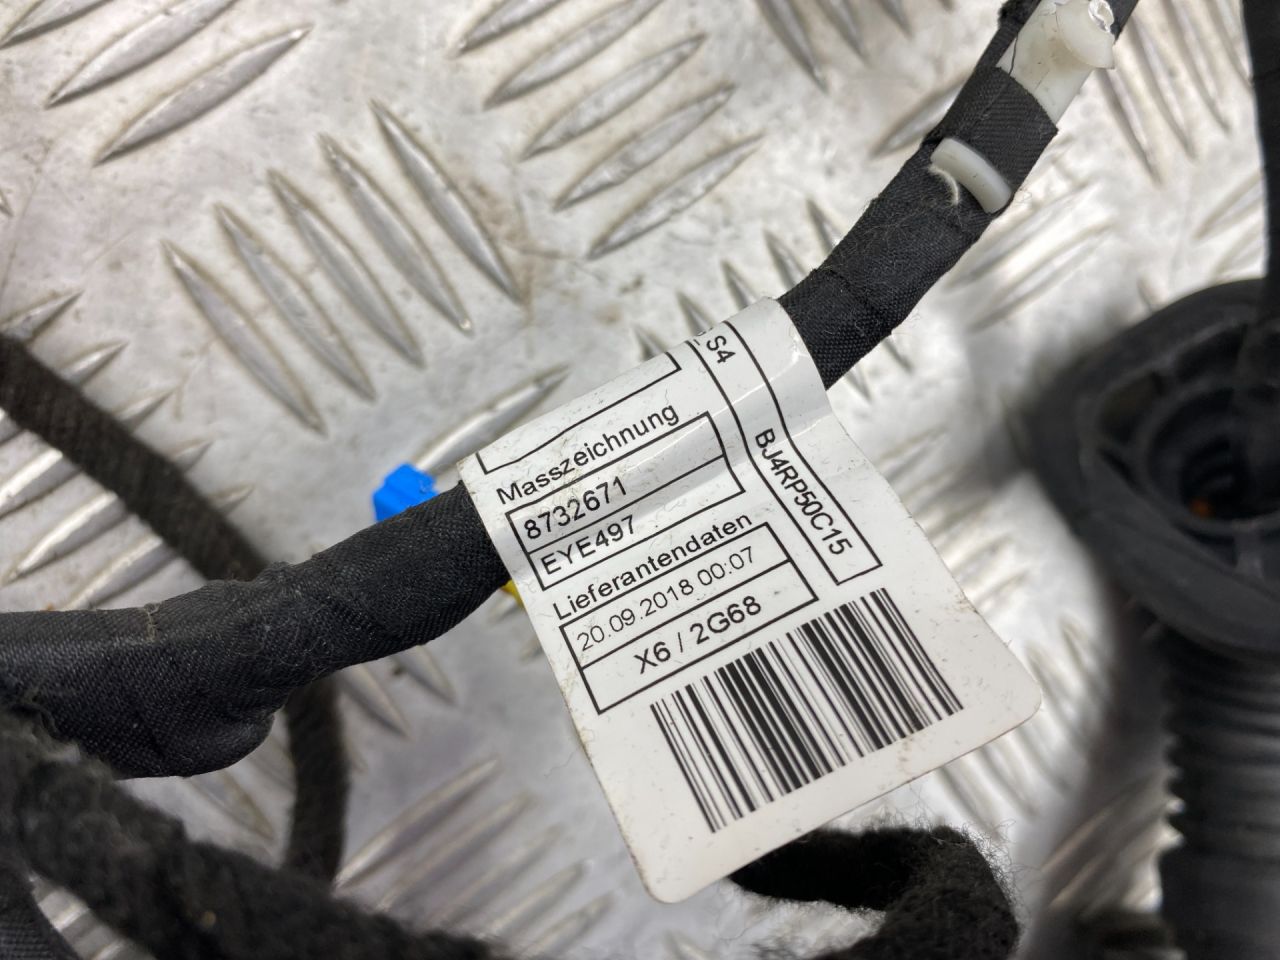 S4
BJ4RP50C15
Masszeichnung
8732671
EYE497
Lieferantendaten
20.09.2018 00:07
X6 / 2G68